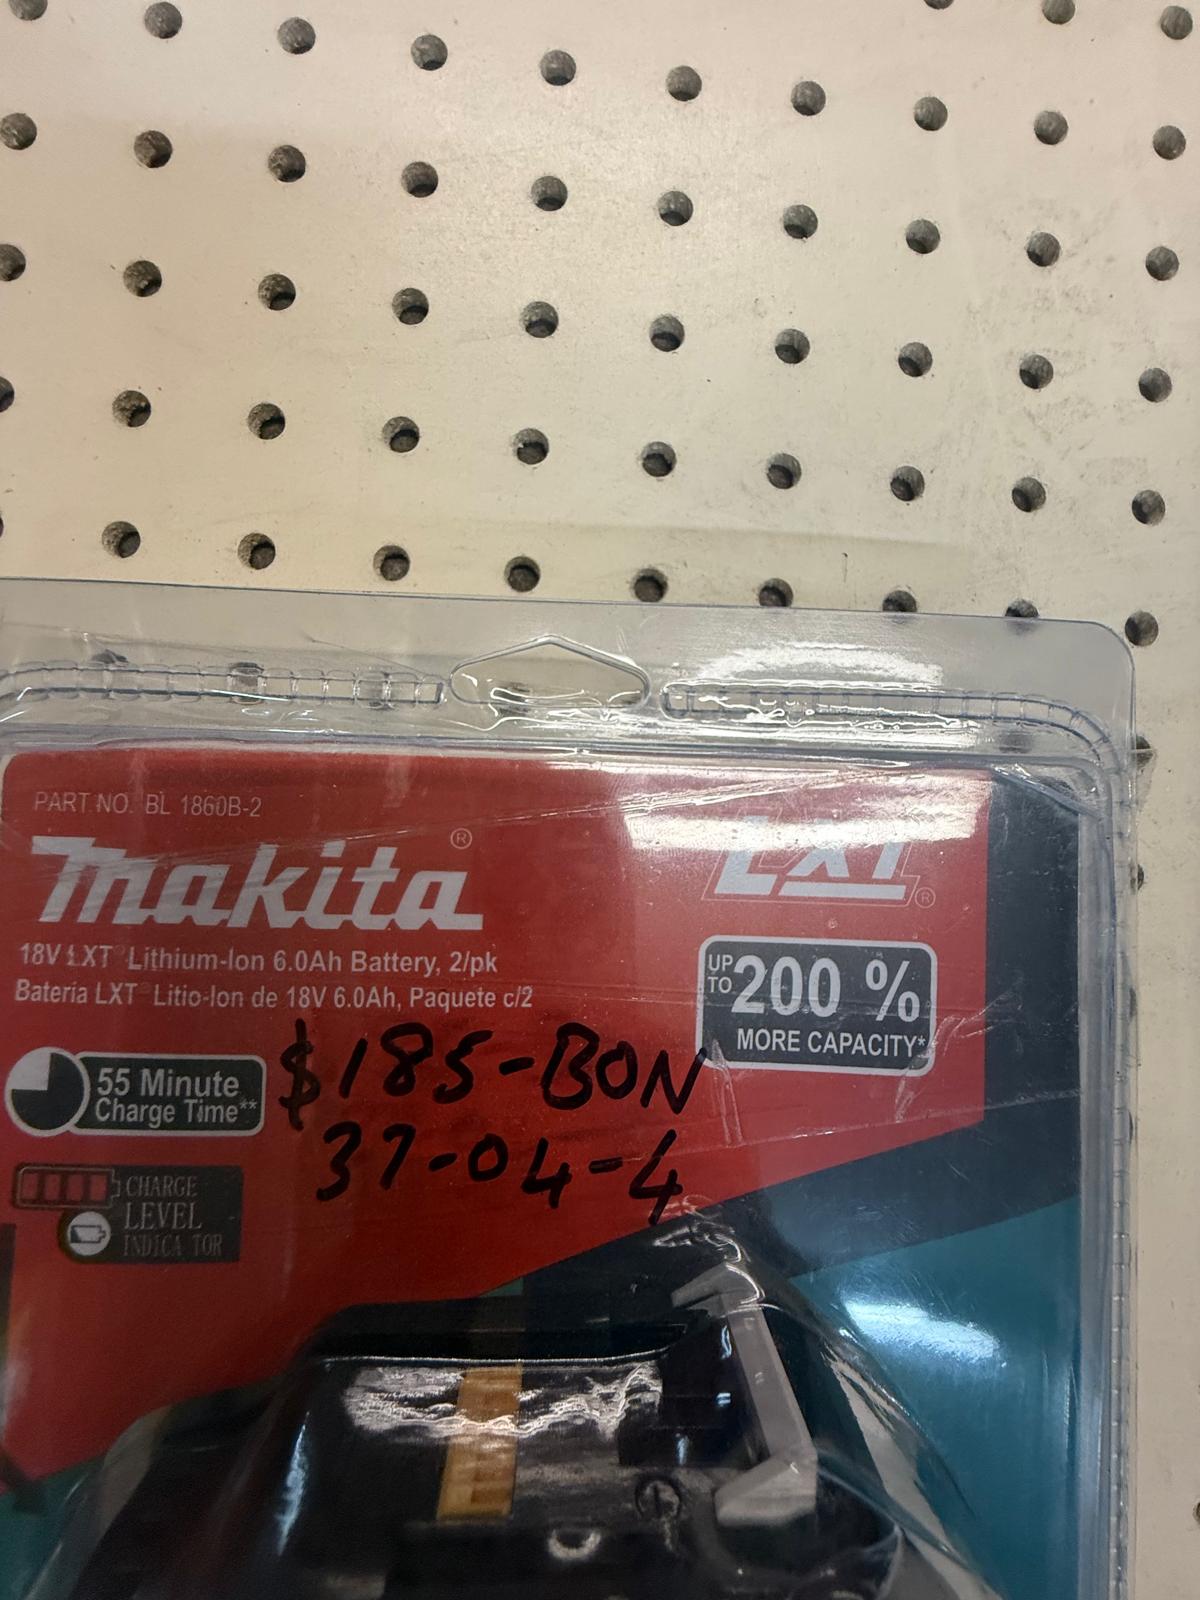 PART NO. BL 1860B-2
makita®
LXT®
18V LXT® Lithium-Ion 6.0Ah Battery, 2/pk
Batería LXT® Litio-Ion de 18V 6.0Ah, Paquete c/2
UP TO 200 %
MORE CAPACITY*
55 Minute
Charge Time**
$185-BON
37-04-4
CHARGE
LEVEL
INDICATOR